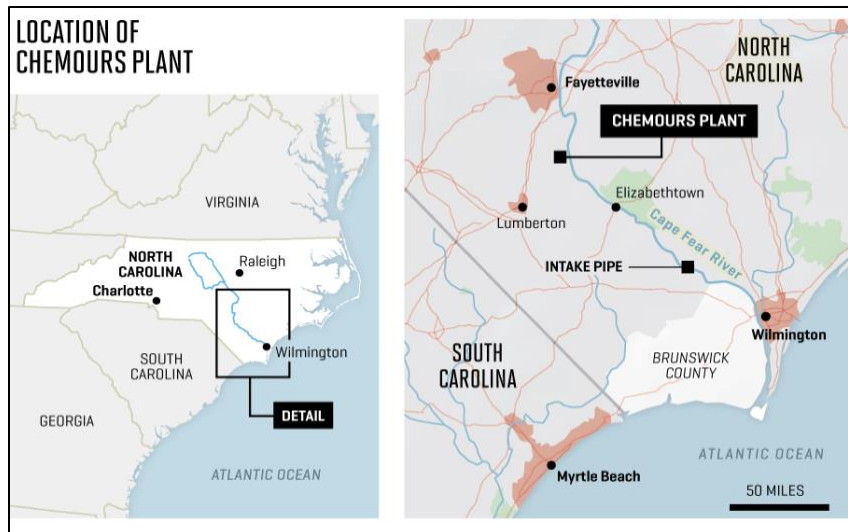 LOCATION OF
CHEMOURS PLANT
VIRGINIA
NORTH
CAROLINA
Raleigh
Charlotte
Wilmington
SOUTH
CAROLINA
DETAIL
GEORGIA
ATLANTIC OCEAN
NORTH
CAROLINA
Fayetteville
CHEMOURS PLANT
Elizabethtown
Lumberton
Cape Fear River
INTAKE PIPE
Wilmington
SOUTH
CAROLINA
BRUNSWICK
COUNTY
ATLANTIC OCEAN
Myrtle Beach
50 MILES